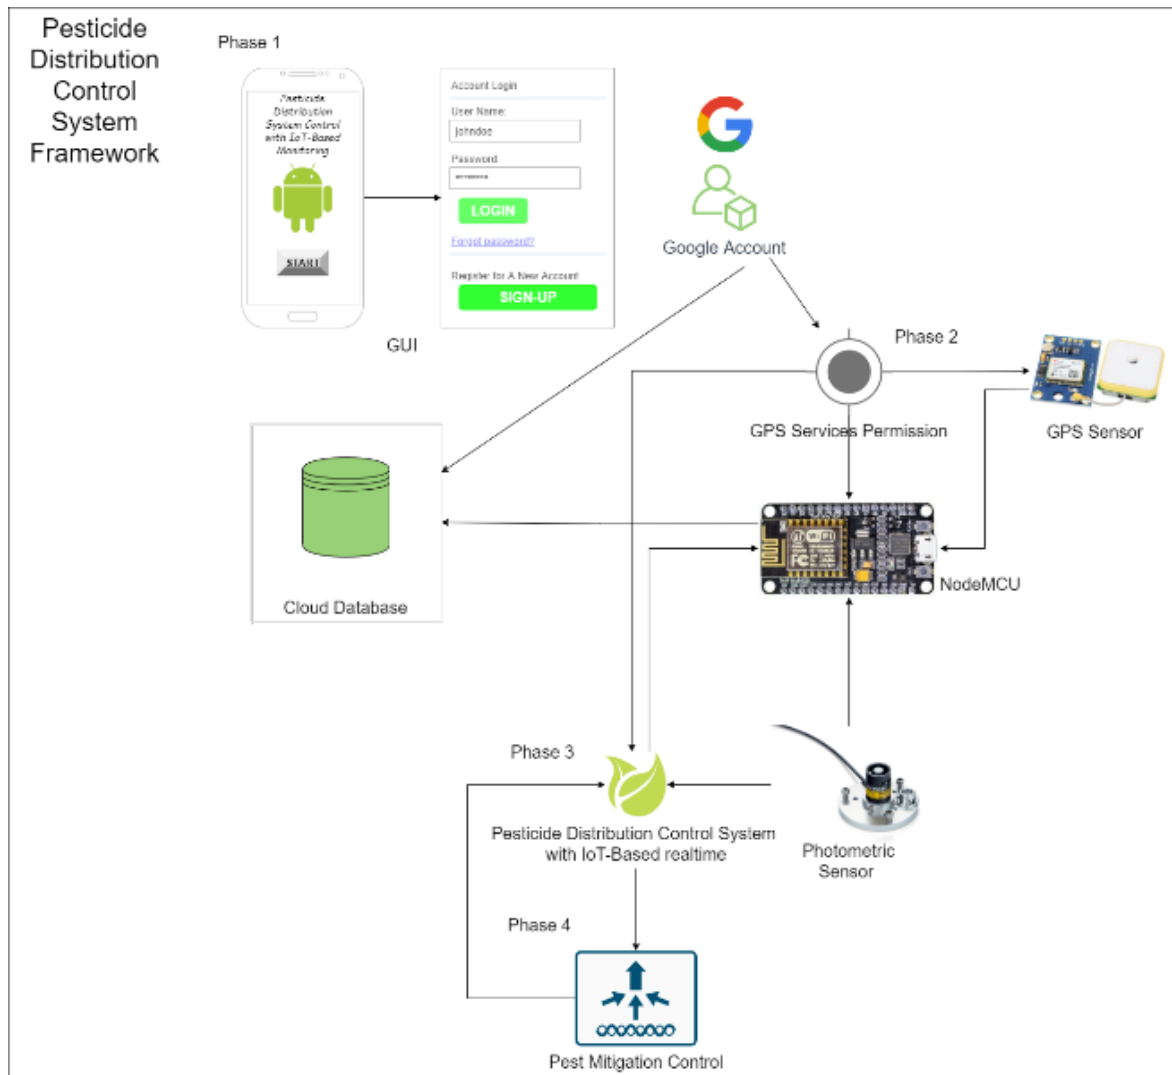 Pesticide
Distribution
Control
System
Framework
Phase 1
Pesticide
Distribution
System Control
with IoT-Based
Monitoring
START
Account Login
User Name:
johndoe
Password:
********
LOGIN
Forgot password?
Register for A New Account
SIGN-UP
GUI
Google Account
Phase 2
GPS Services Permission
GPS Sensor
Cloud Database
NodeMCU
Phase 3
Pesticide Distribution Control System
with IoT-Based realtime
Photometric
Sensor
Phase 4
Pest Mitigation Control